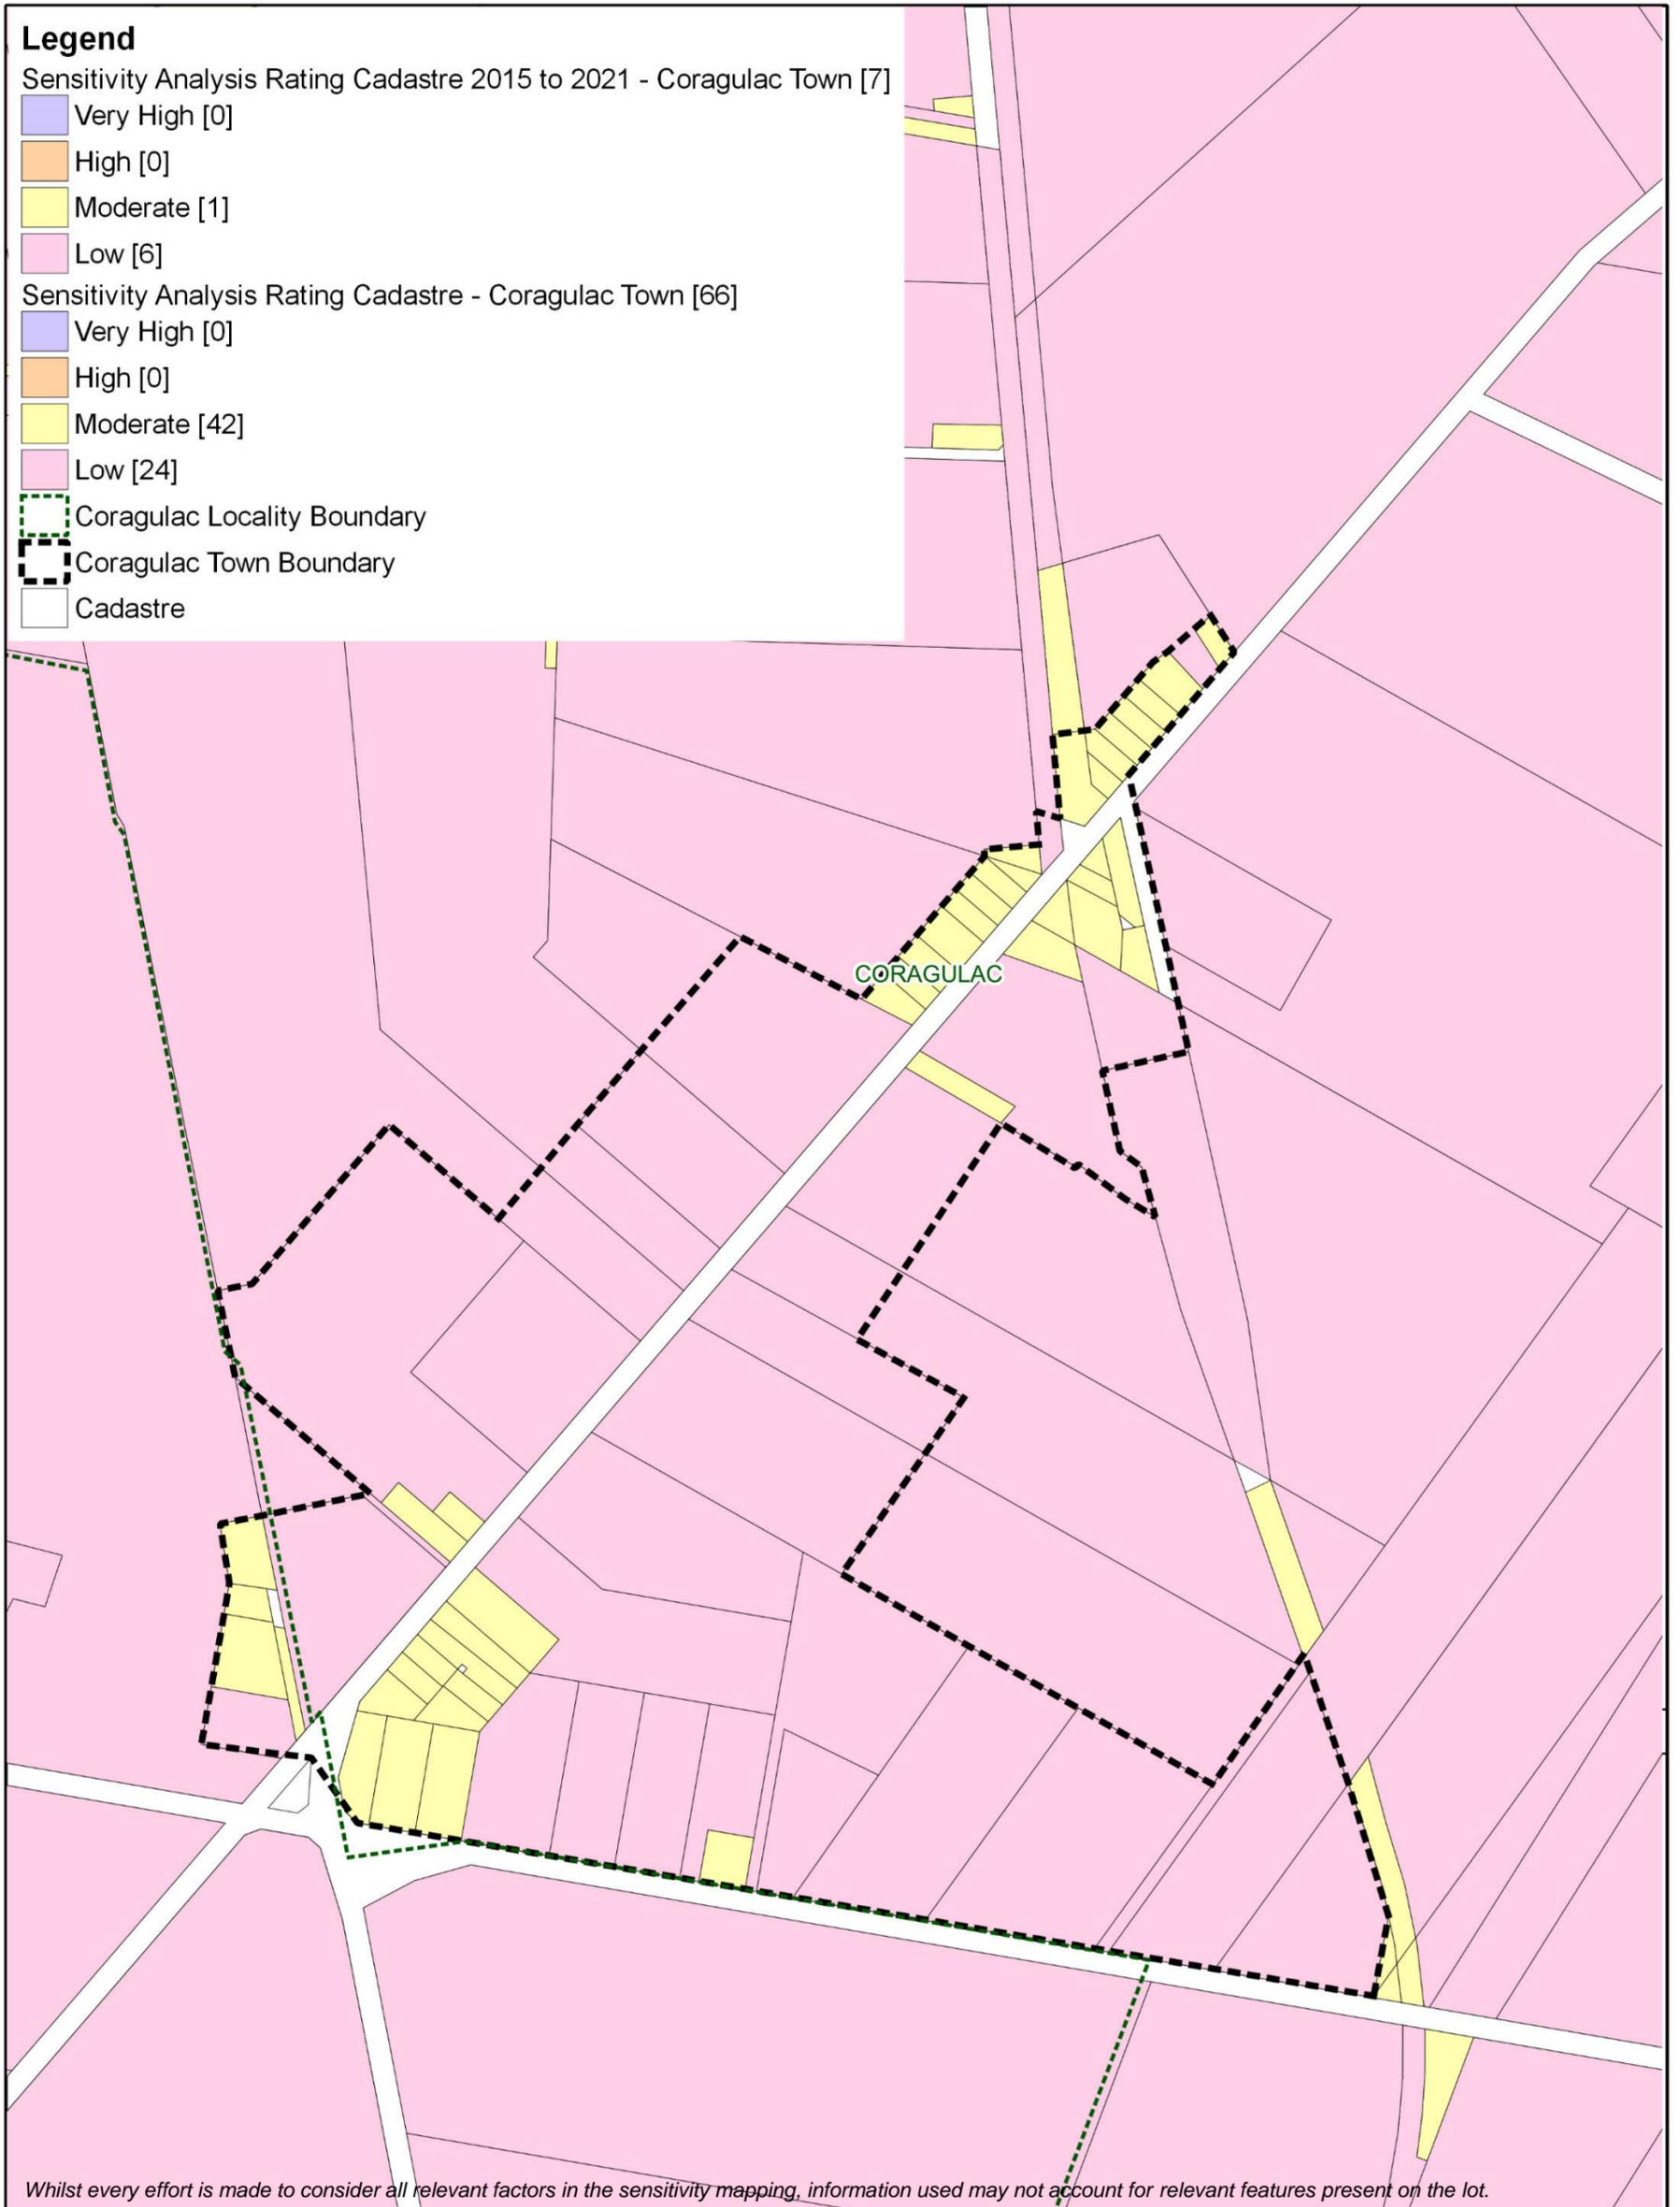 Legend
Sensitivity Analysis Rating Cadastre 2015 to 2021 - Coragulac Town [7]
Very High [0]
High [0]
Moderate [1]
Low [6]
Sensitivity Analysis Rating Cadastre - Coragulac Town [66]
Very High [0]
High [0]
Moderate [42]
Low [24]
Coragulac Locality Boundary
Coragulac Town Boundary
Cadastre
CORAGULAC
Whilst every effort is made to consider all relevant factors in the sensitivity mapping, information used may not account for relevant features present on the lot.